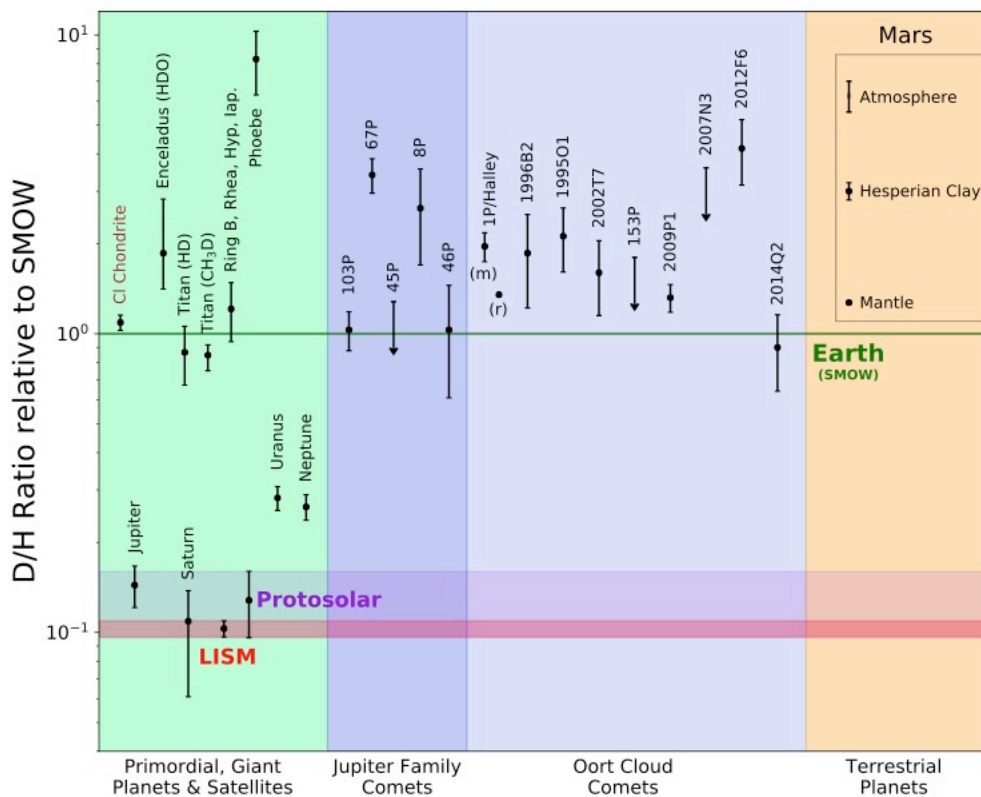 D/H Ratio relative to SMOW
10¹
10⁰
10⁻¹
CI Chondrite
Jupiter
Enceladus (HDO)
Titan (HD)
Saturn
Titan (CH₃D)
Ring B, Rhea, Hyp, Iap.
Phoebe
Uranus
Neptune
Protosolar
LISM
103P
67P
45P
8P
46P
1P/Halley
(m)
(r)
1996B2
1995O1
2002T7
153P
2009P1
2007N3
2012F6
2014Q2
Mars
Atmosphere
Hesperian Clay
Mantle
Earth
(SMOW)
Primordial, Giant
Planets & Satellites
Jupiter Family
Comets
Oort Cloud
Comets
Terrestrial
Planets